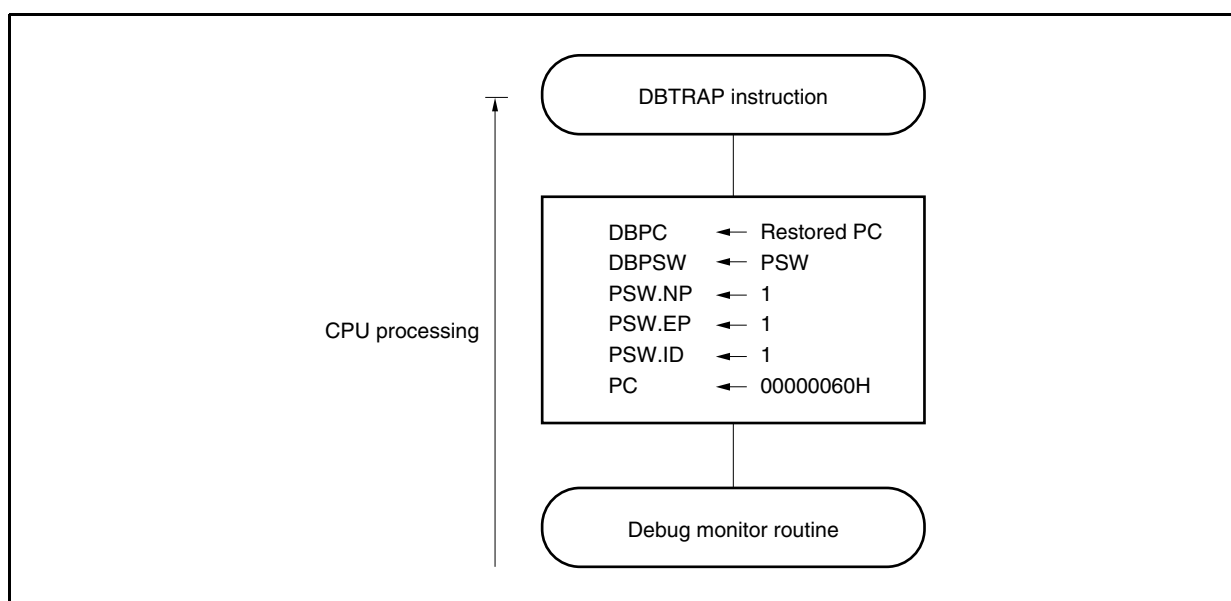 DBTRAP instruction
DBPC ← Restored PC
DBPSW ← PSW
PSW.NP ← 1
PSW.EP ← 1
CPU processing
PSW.ID ← 1
PC ← 00000060H
Debug monitor routine